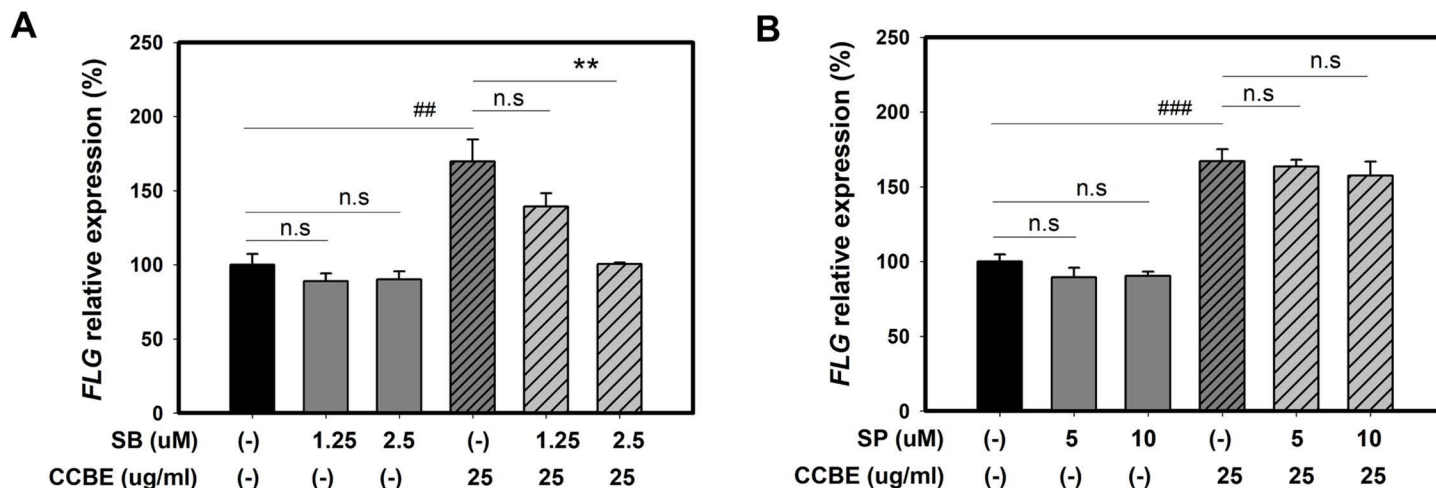 A
FLG relative expression (%)
250
200
150
100
50
0
n.s
n.s
##
n.s
**
SB (uM) (-) 1.25 2.5 (-) 1.25 2.5
CCBE (ug/ml) (-) (-) (-) 25 25 25
B
FLG relative expression (%)
250
200
150
100
50
0
n.s
n.s
###
n.s
n.s
SP (uM) (-) 5 10 (-) 5 10
CCBE (ug/ml) (-) (-) (-) 25 25 25